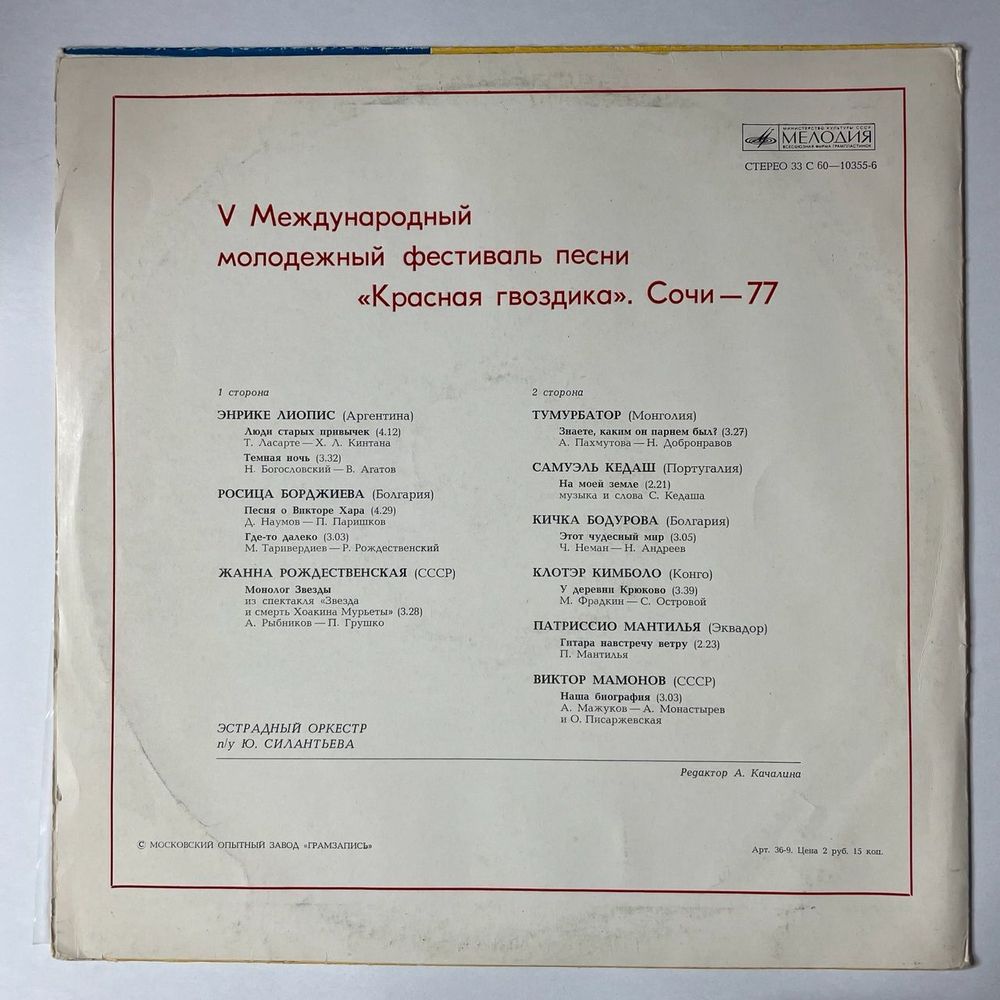 МИНИСТЕРСТВО КУЛЬТУРЫ СССР
МЕЛОДИЯ
ВСЕСОЮЗНАЯ ФИРМА ГРАМПЛАСТИНОК
СТЕРЕО 33 С 60—10355-6
V Международный
молодежный фестиваль песни
«Красная гвоздика». Сочи — 77
1 сторона
ЭНРИКЕ ЛИОПИС (Аргентина)
Люди старых привычек (4.12)
Т. Ласарте — Х. Л. Кинтана
Темная ночь (3.32)
Н. Богословский — В. Агатов
РОСИЦА БОРДЖИЕВА (Болгария)
Песня о Викторе Хара (4.29)
Д. Наумов — П. Паришков
Где-то далеко (3.03)
М. Таривердиев — Р. Рождественский
ЖАННА РОЖДЕСТВЕНСКАЯ (СССР)
Монолог Звезды
из спектакля «Звезда
и смерть Хоакина Мурьеты» (3.28)
А. Рыбников — П. Грушко
ЭСТРАДНЫЙ ОРКЕСТР
п/у Ю. СИЛАНТЬЕВА
2 сторона
ТУМУРБАТОР (Монголия)
Знаете, каким он парнем был? (3.27)
А. Пахмутова — Н. Добронравов
САМУЭЛЬ КЕДАШ (Португалия)
На моей земле (2.21)
музыка и слова С. Кедаша
КИЧКА БОДУРОВА (Болгария)
Этот чудесный мир (3.05)
Ч. Неман — Н. Андреев
КЛОТЭР КИМБОЛО (Конго)
У деревни Крюково (3.39)
М. Фрадкин — С. Островой
ПАТРИССИО МАНТИЛЬЯ (Эквадор)
Гитара навстречу ветру (2.23)
П. Мантилья
ВИКТОР МАМОНОВ (СССР)
Наша биография (3.03)
А. Мажуков — А. Монастырев
и О. Писаржевская
Редактор А. Качалина
© МОСКОВСКИЙ ОПЫТНЫЙ ЗАВОД «ГРАМЗАПИСЬ»
Арт. 36-9. Цена 2 руб. 15 коп.